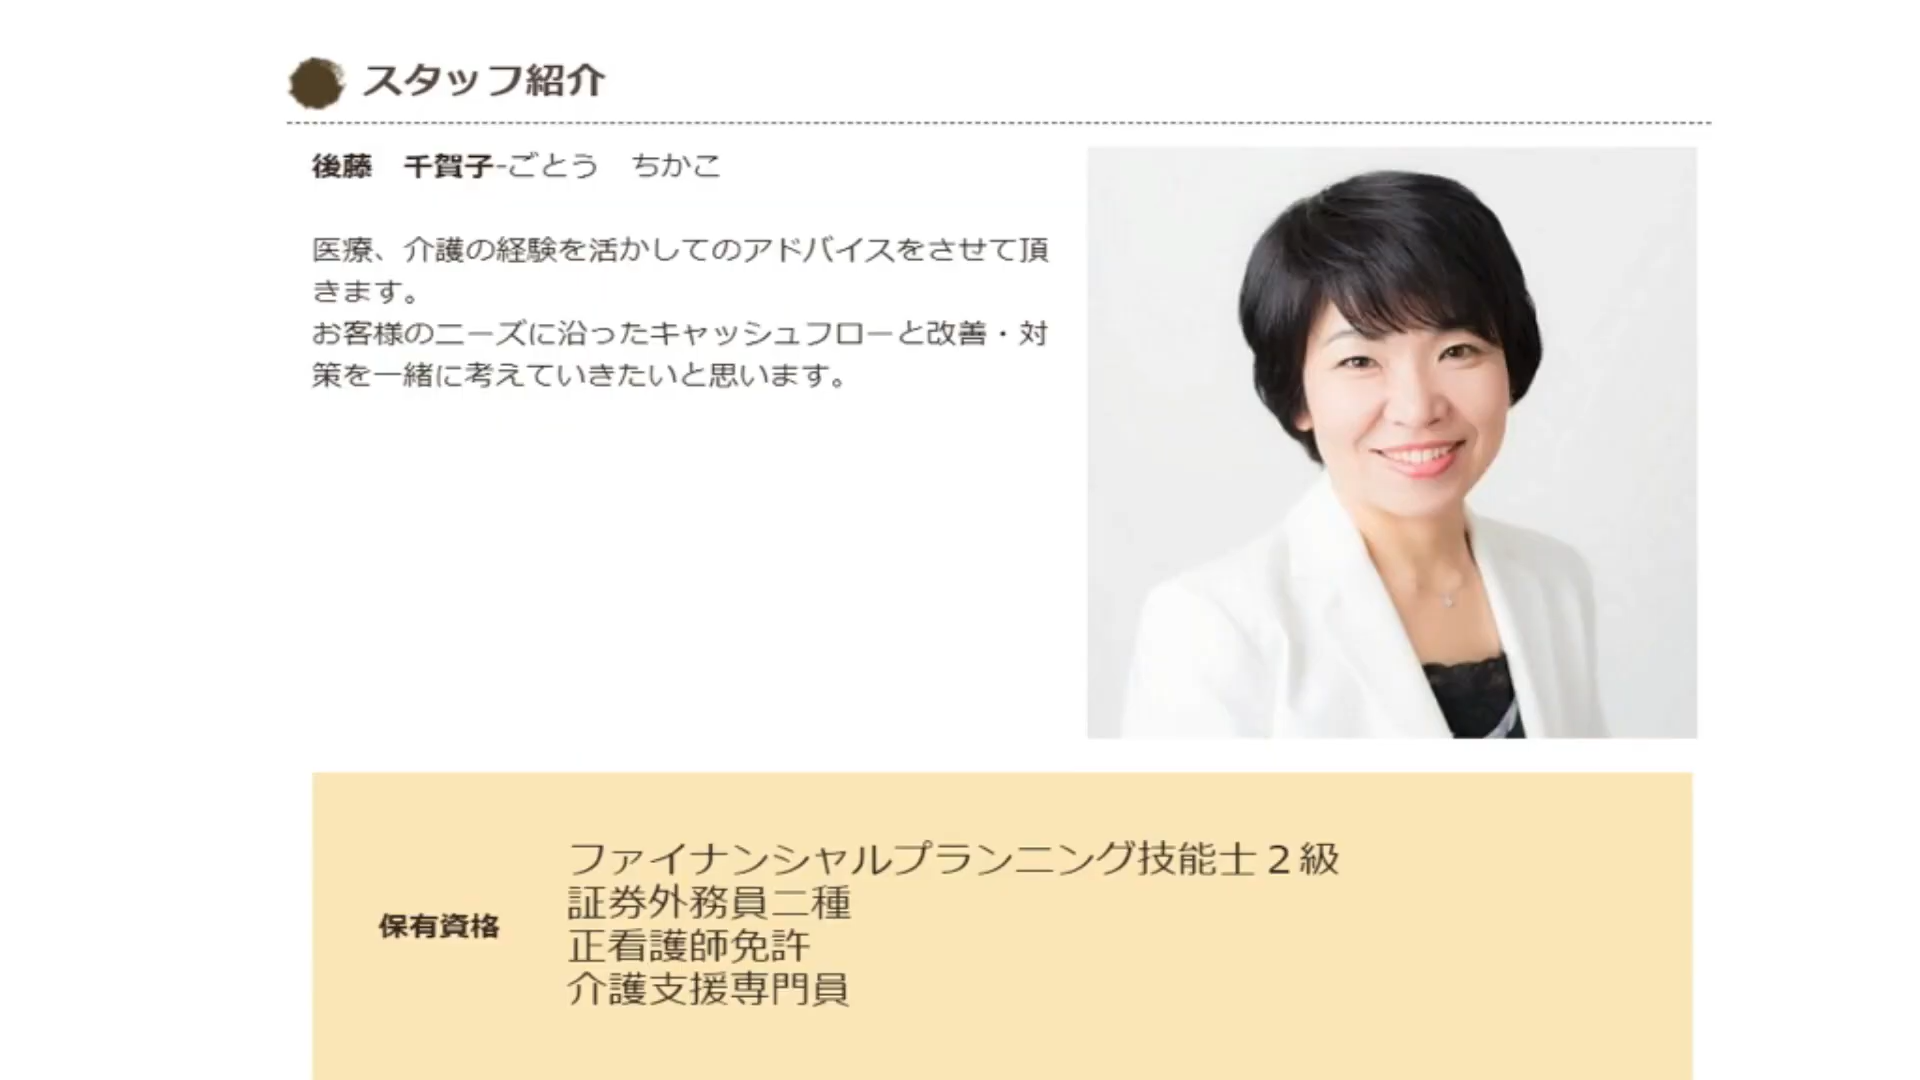 スタッフ紹介
後藤　千賀子-ごとう　ちかこ
医療、介護の経験を活かしてのアドバイスをさせて頂
きます。
お客様のニーズに沿ったキャッシュフローと改善・対
策を一緒に考えていきたいと思います。
ファイナンシャルプランニング技能士２級
証券外務員二種
保有資格
正看護師免許
介護支援専門員